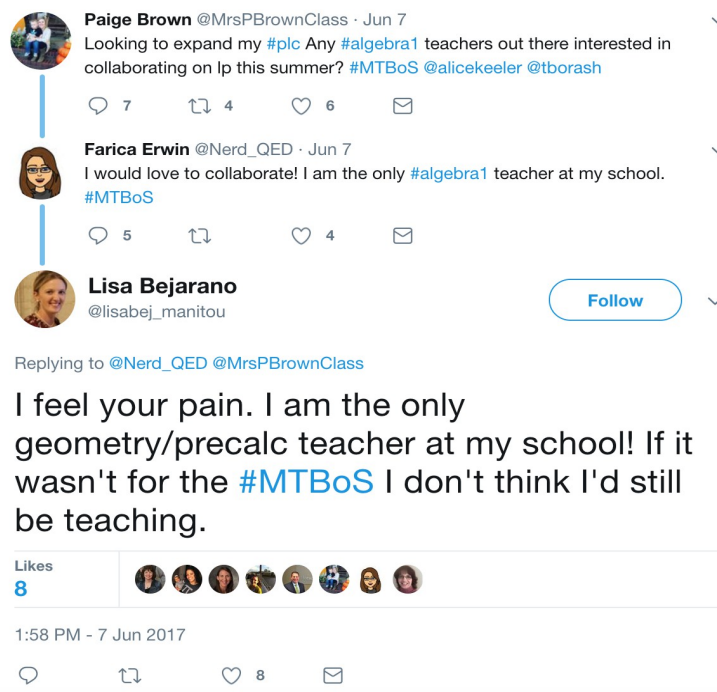 Paige Brown @MrsPBrownClass · Jun 7
Looking to expand my #plc Any #algebra1 teachers out there interested in
collaborating on lp this summer? #MTBoS @alicekeeler @tborash
7 4 6
Farica Erwin @Nerd_QED · Jun 7
I would love to collaborate! I am the only #algebra1 teacher at my school.
#MTBoS
5 4
Lisa Bejarano
@lisabej_manitou
Follow
Replying to @Nerd_QED @MrsPBrownClass
I feel your pain. I am the only
geometry/precalc teacher at my school! If it
wasn't for the #MTBoS I don't think I'd still
be teaching.
Likes
8
1:58 PM - 7 Jun 2017
8